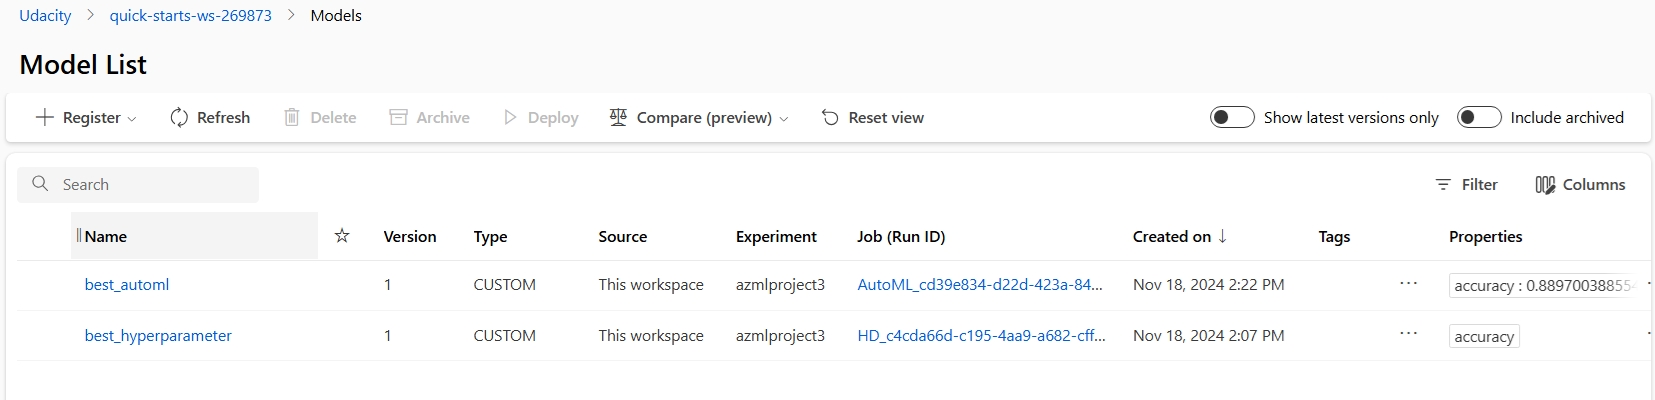 Udacity > quick-starts-ws-269873 > Models
Model List
Register Refresh Delete Archive Deploy Compare (preview) Reset view Show latest versions only Include archived
Search Filter Columns
Name Version Type Source Experiment Job (Run ID) Created on ↓ Tags Properties
best_automl 1 CUSTOM This workspace azmlproject3 AutoML_cd39e834-d22d-423a-84... Nov 18, 2024 2:22 PM ... accuracy : 0.889700388554
best_hyperparameter 1 CUSTOM This workspace azmlproject3 HD_c4cda66d-c195-4aa9-a682-cff... Nov 18, 2024 2:07 PM ... accuracy